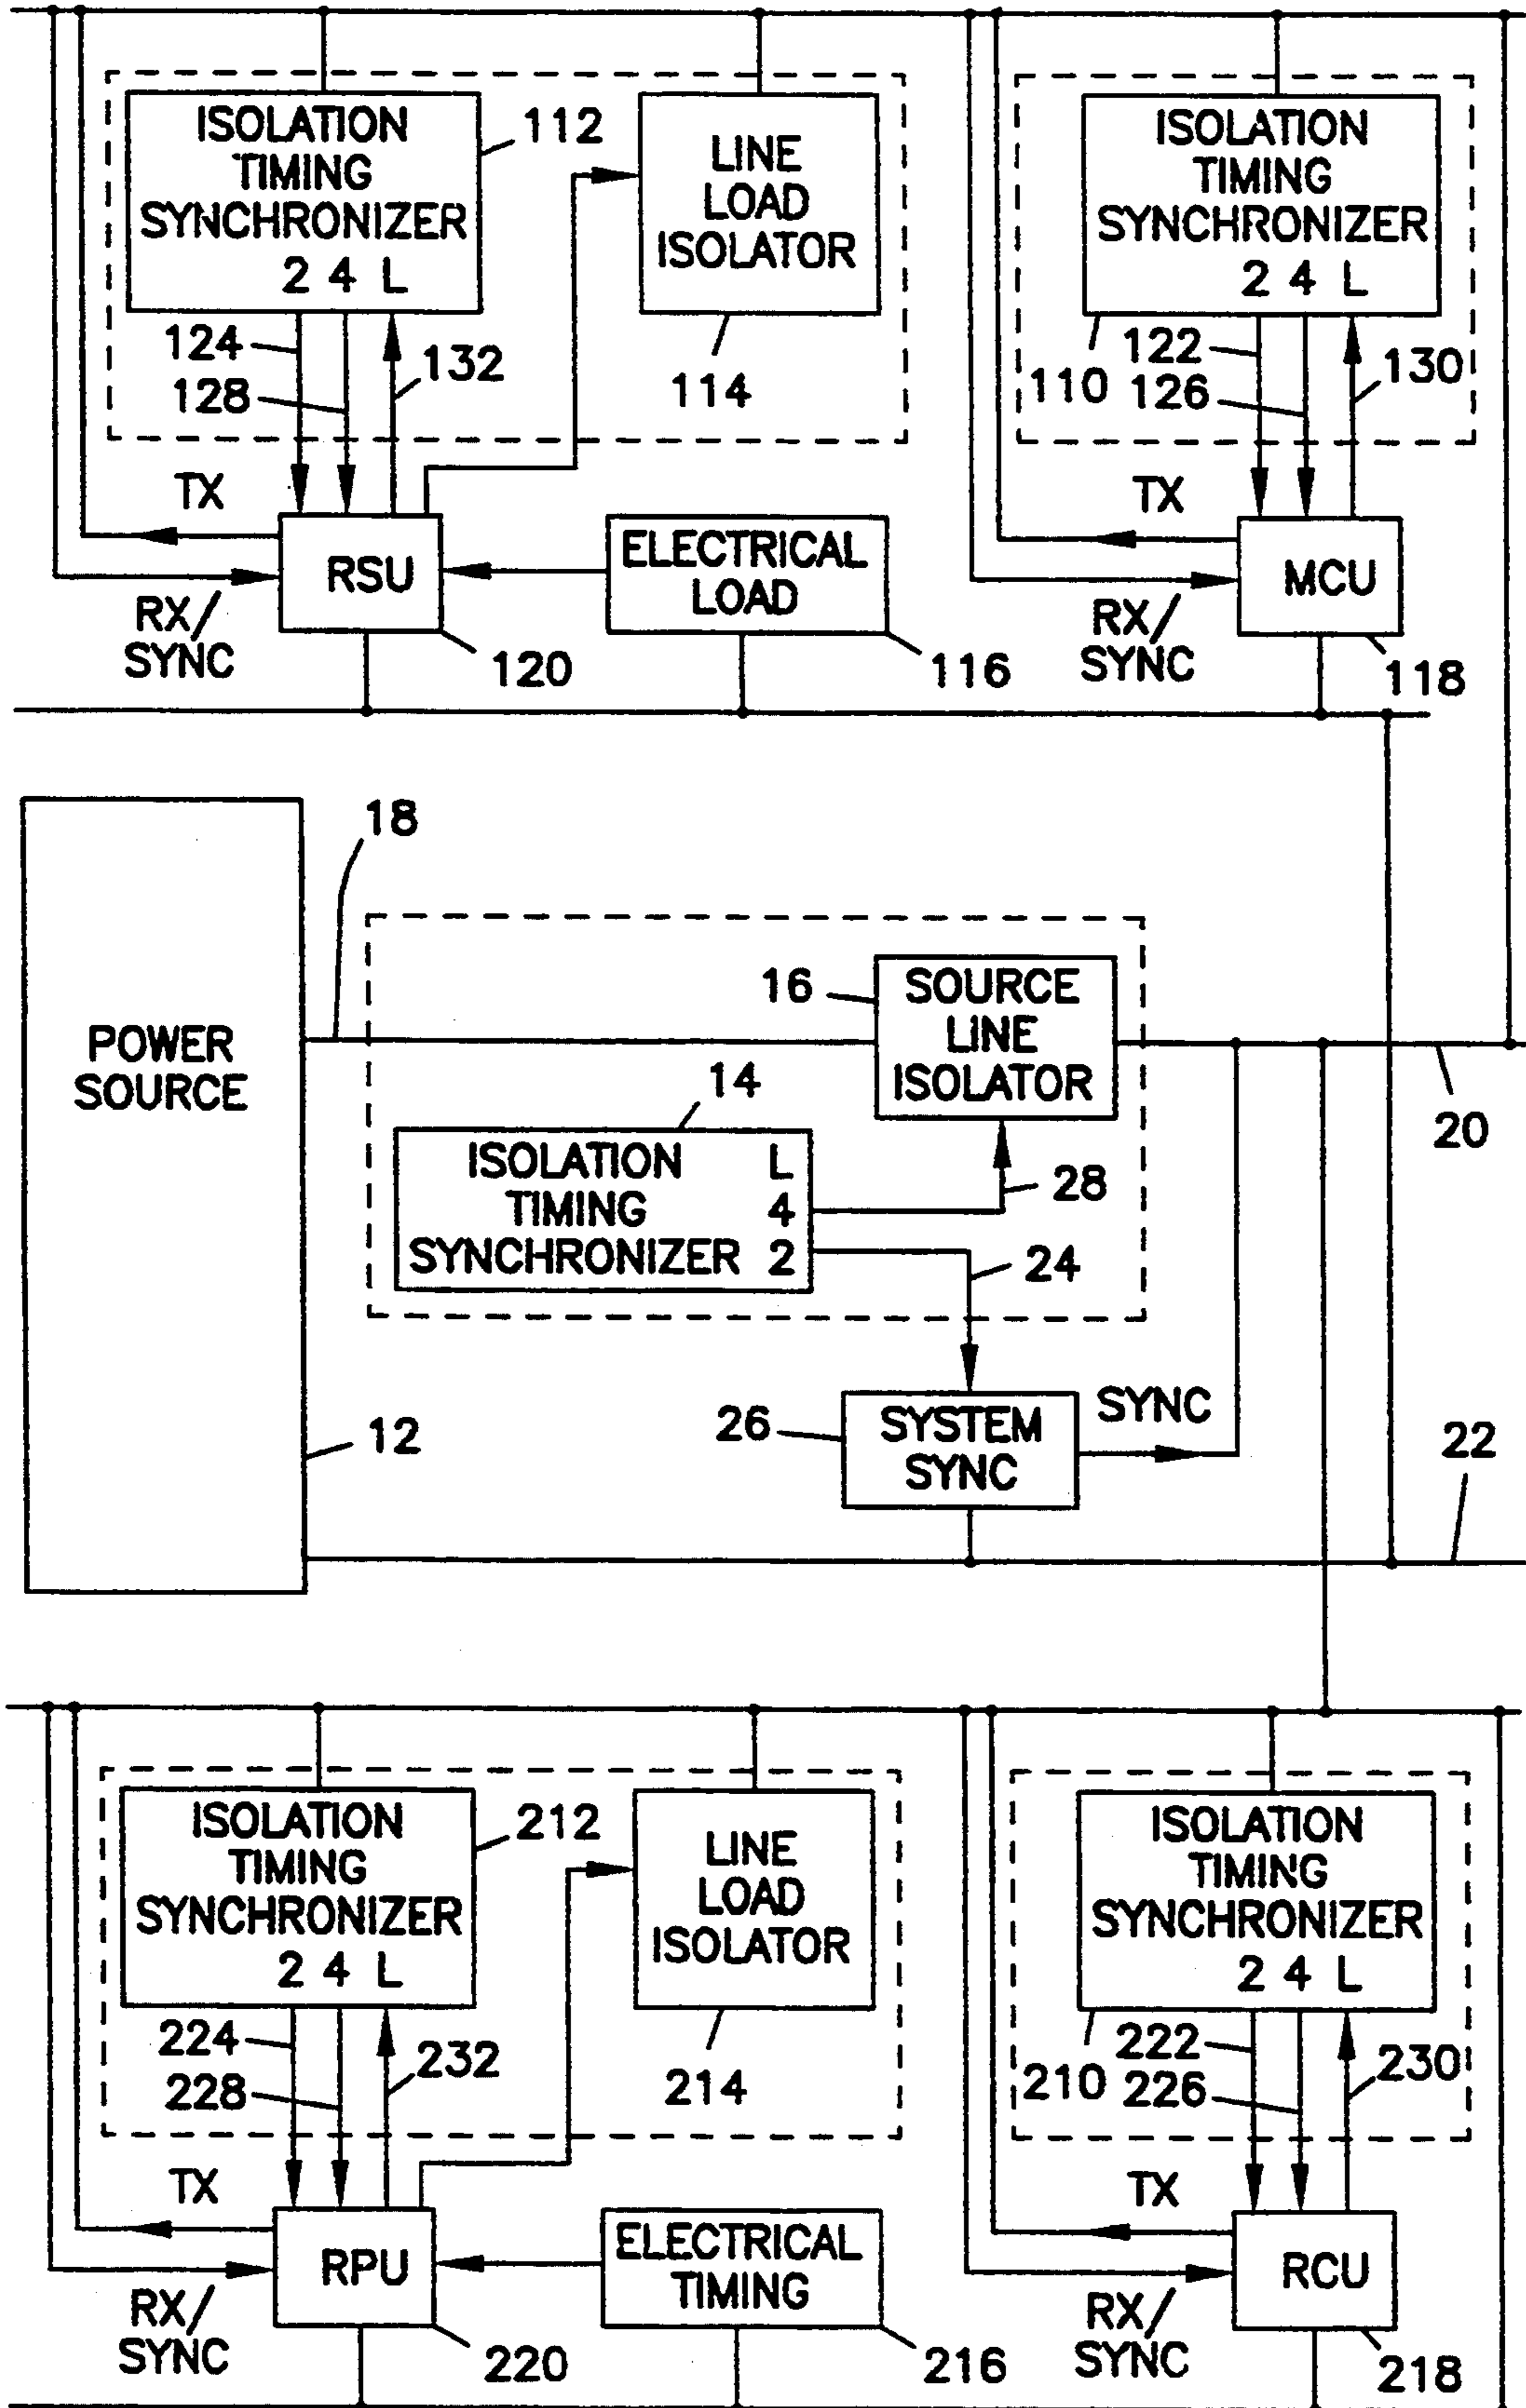 ISOLATION
TIMING
SYNCHRONIZER
2 4 L
112
LINE
LOAD
ISOLATOR
114
ISOLATION
TIMING
SYNCHRONIZER
2 4 L
110
124
128
132
122
126
130
TX
RX/
SYNC
RSU
120
ELECTRICAL
LOAD
116
TX
RX/
SYNC
MCU
118
POWER
SOURCE
12
18
16
SOURCE
LINE
ISOLATOR
20
14
ISOLATION
TIMING
SYNCHRONIZER
L
4
2
28
24
26
SYSTEM
SYNC
SYNC
22
ISOLATION
TIMING
SYNCHRONIZER
2 4 L
212
LINE
LOAD
ISOLATOR
214
ISOLATION
TIMING
SYNCHRONIZER
2 4 L
210
224
228
232
222
226
230
TX
RX/
SYNC
RPU
220
ELECTRICAL
TIMING
216
TX
RX/
SYNC
RCU
218